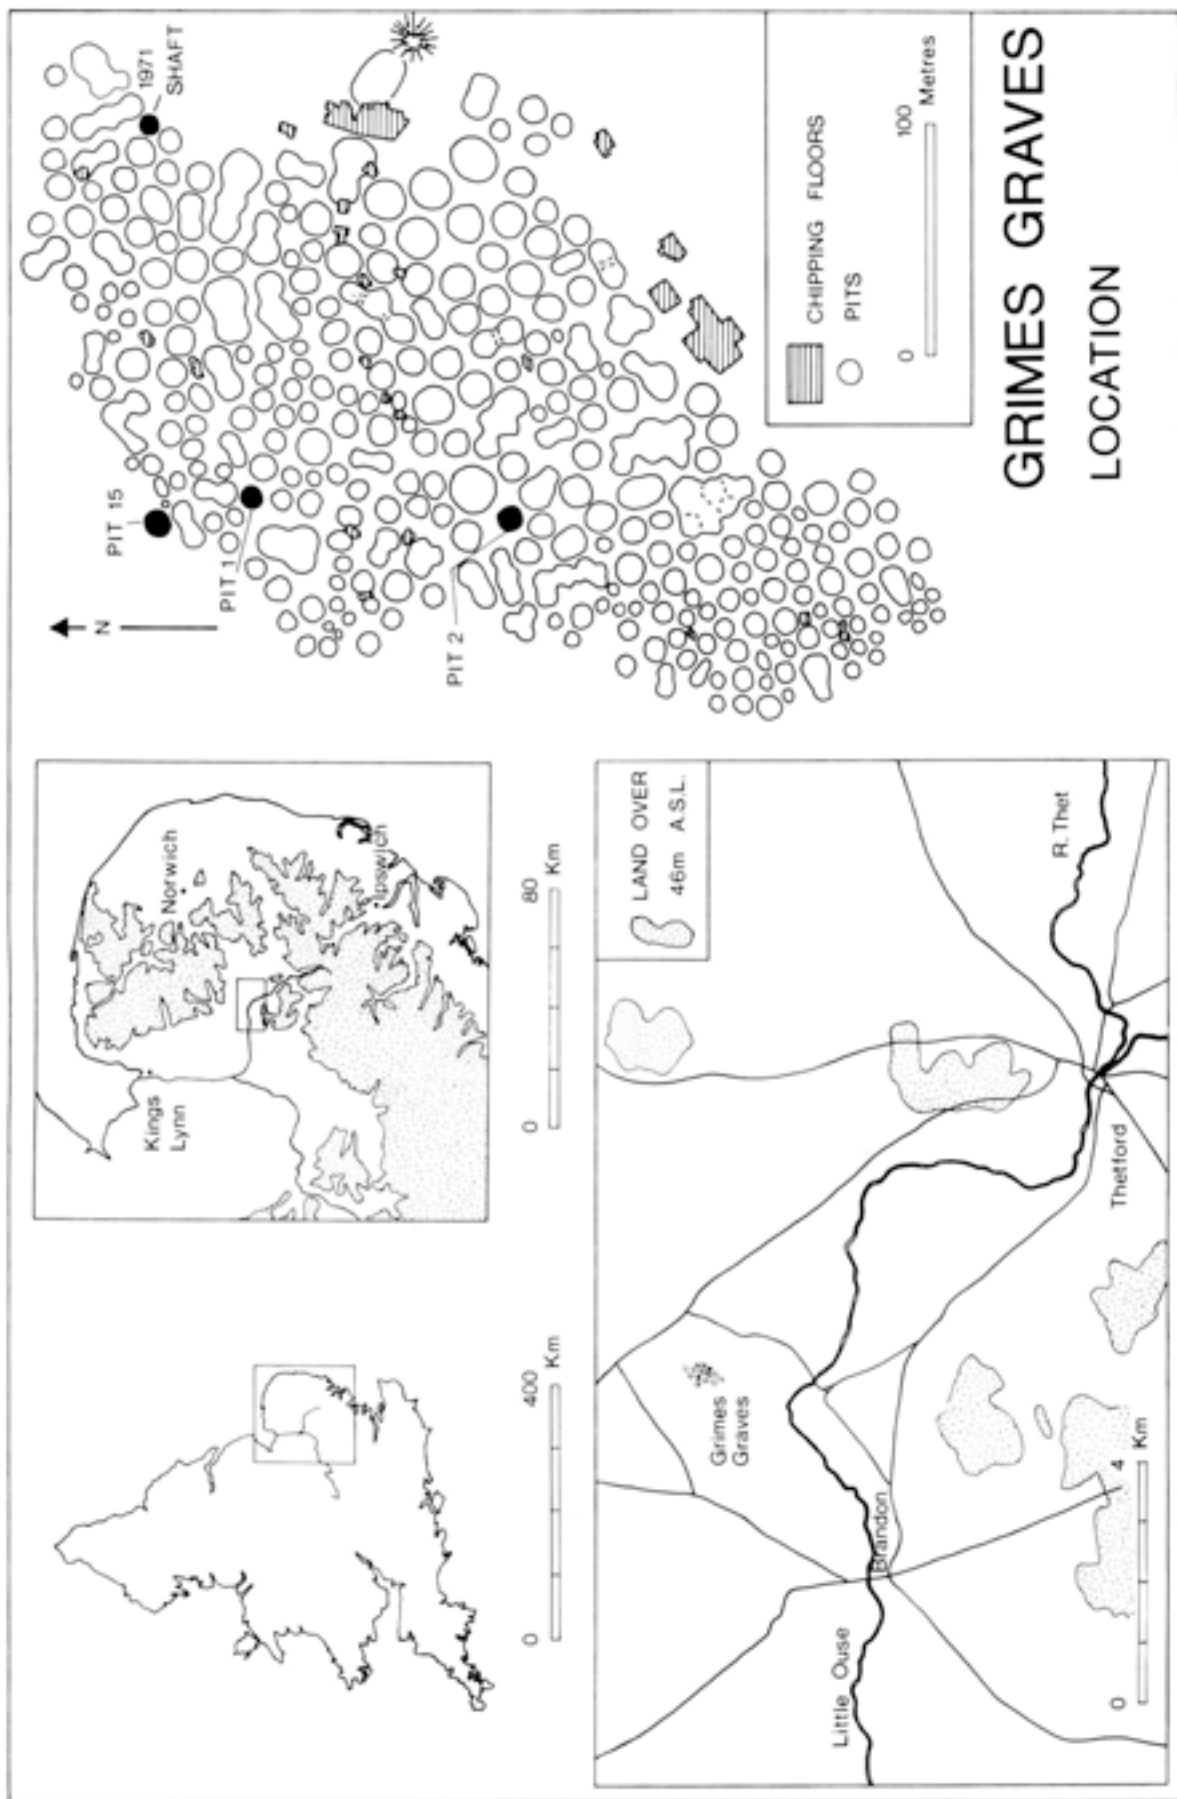 GRIMES GRAVES
LOCATION
N
PIT 15
PIT 1
PIT 2
1971
SHAFT
CHIPPING FLOORS
PITS
0 100
Metres
Kings
Lynn
Norwich
Ipswich
0 80
Km
0 400
Km
LAND OVER
46m A.S.L.
Grimes
Graves
Brandon
Little Ouse
Thetford
R. Thet
0 4
Km